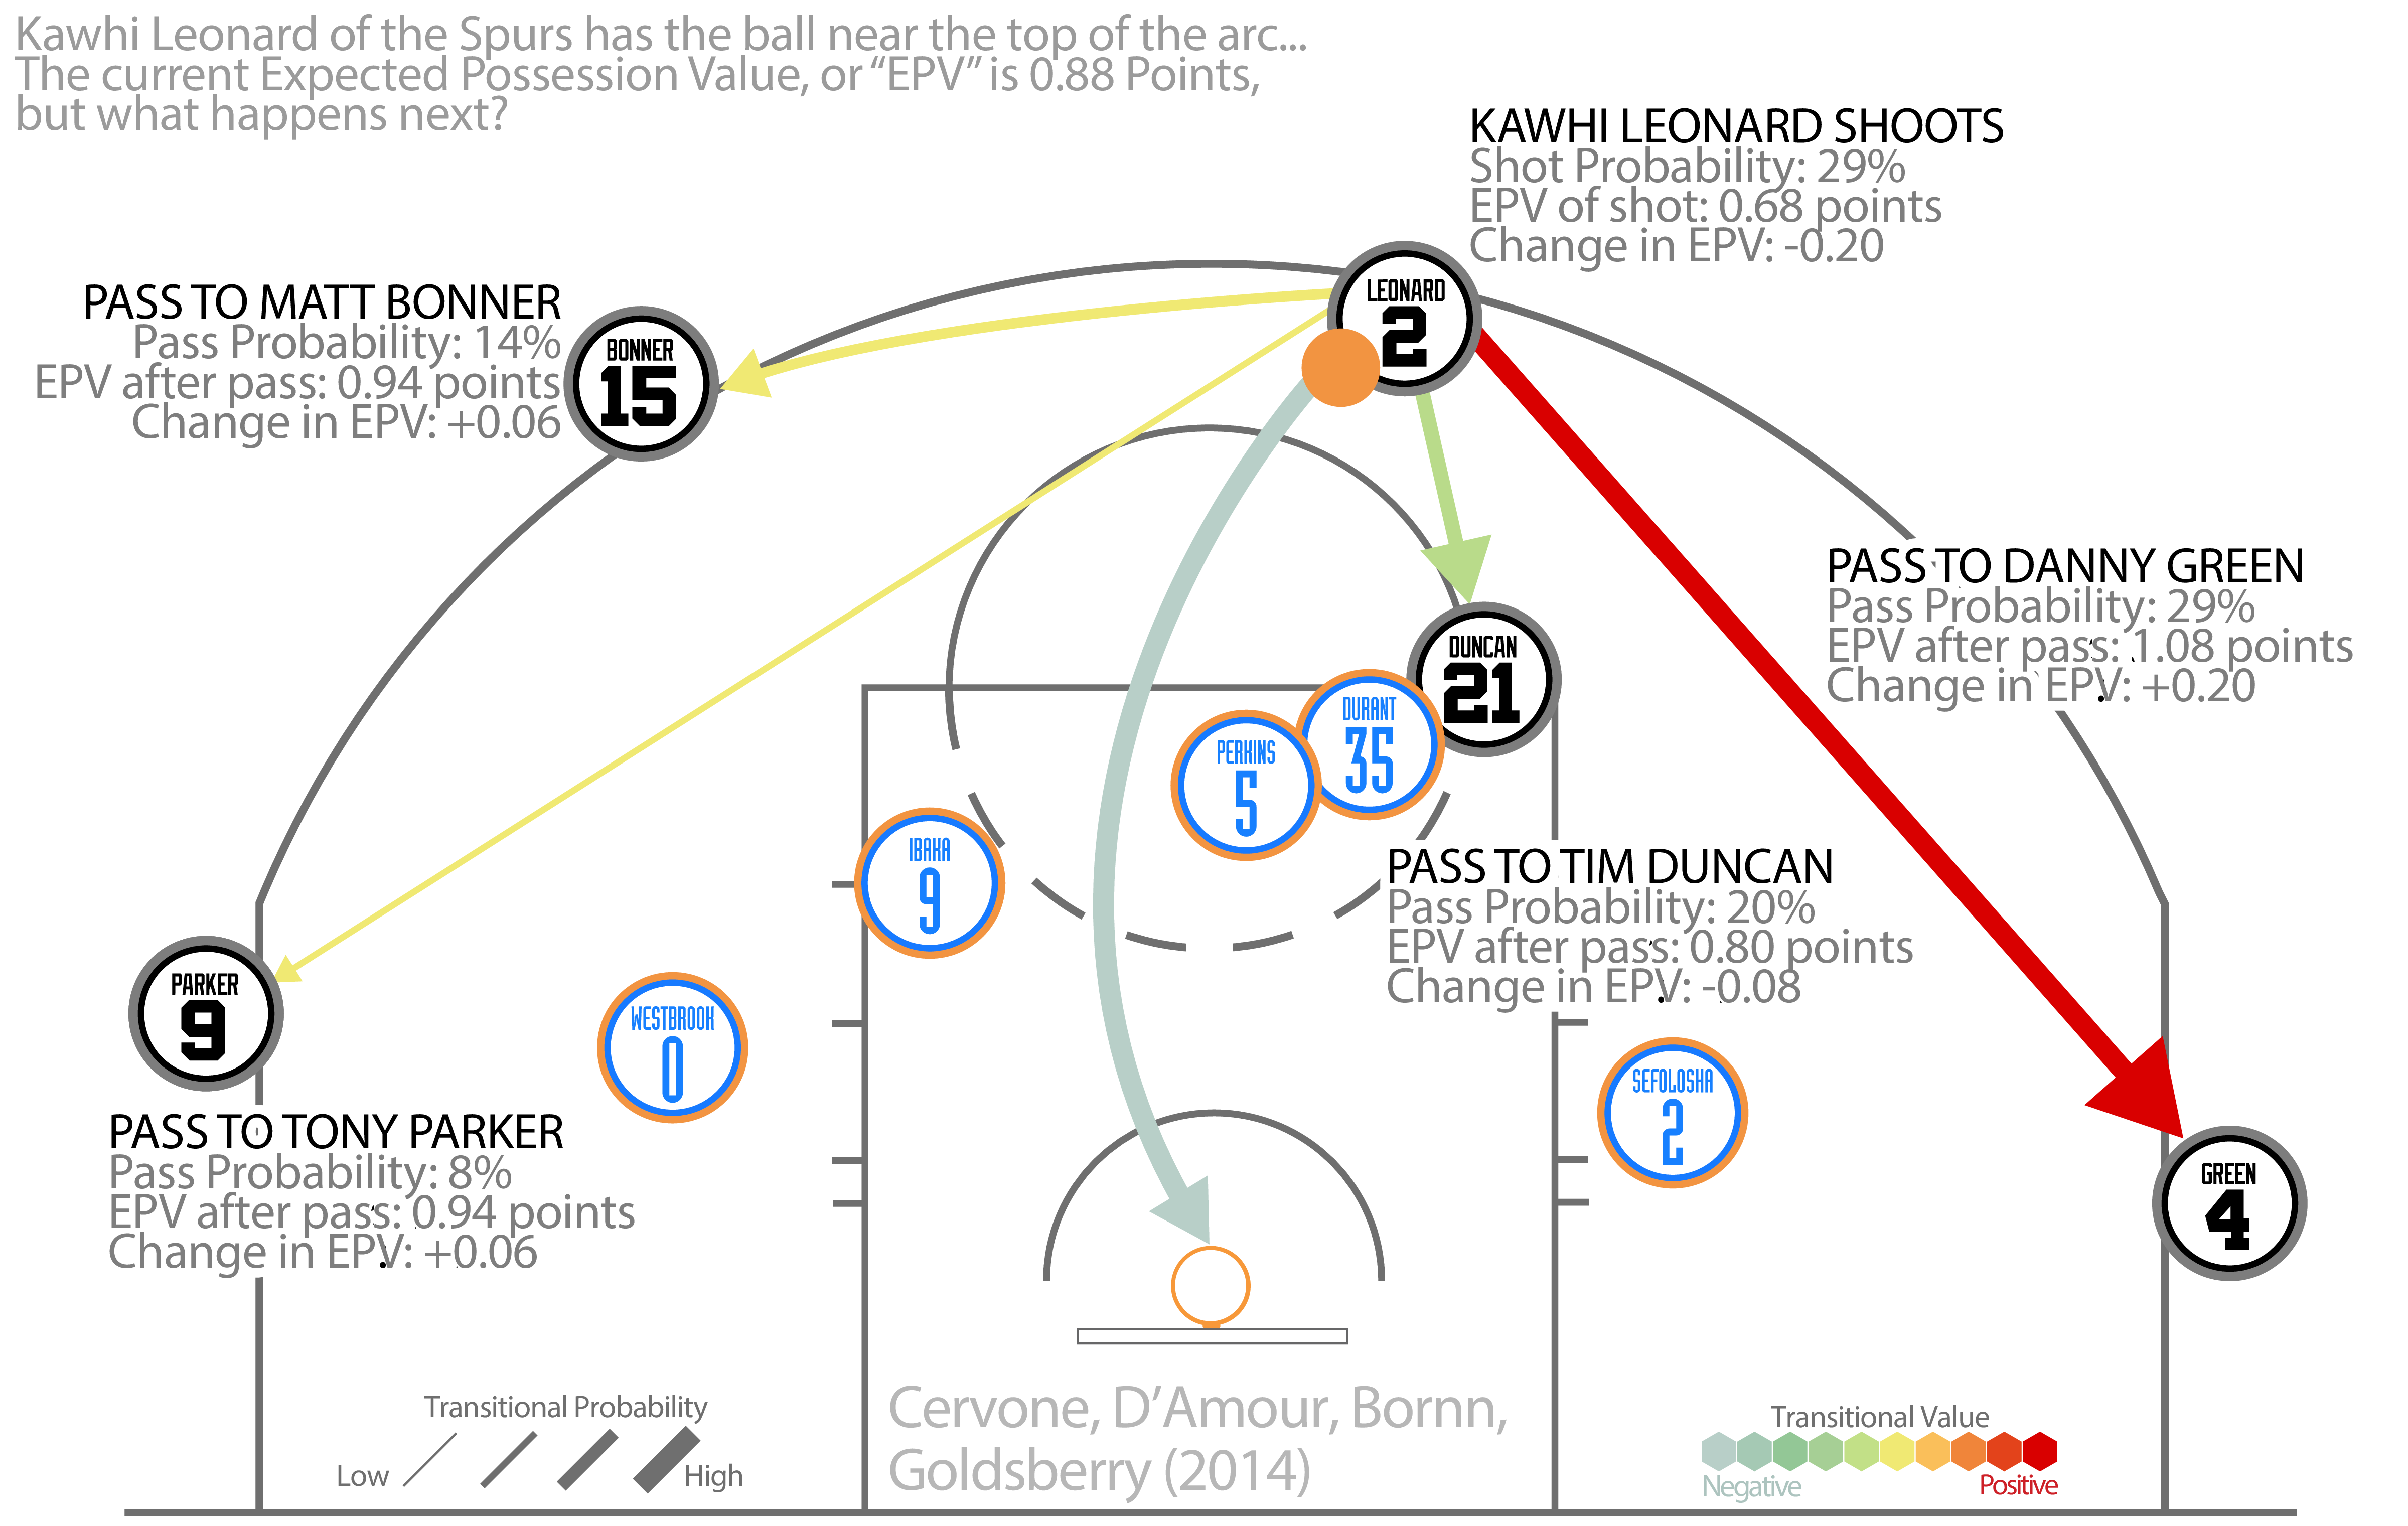 Kawhi Leonard of the Spurs has the ball near the top of the arc...
The current Expected Possession Value, or “EPV” is 0.88 Points,
but what happens next?
KAWHI LEONARD SHOOTS
Shot Probability: 29%
EPV of shot: 0.68 points
Change in EPV: -0.20
LEONARD
2
PASS TO MATT BONNER
Pass Probability: 14%
EPV after pass: 0.94 points
Change in EPV: +0.06
BONNER
15
PASS TO DANNY GREEN
Pass Probability: 29%
EPV after pass: 1.08 points
Change in EPV: +0.20
DUNCAN
21
DURANT
35
PERKINS
5
IBAKA
9
PASS TO TIM DUNCAN
Pass Probability: 20%
EPV after pass: 0.80 points
Change in EPV: -0.08
PARKER
9
WESTBROOK
0
SEFOLOSHA
2
PASS TO TONY PARKER
Pass Probability: 8%
EPV after pass: 0.94 points
Change in EPV: +0.06
GREEN
4
Transitional Probability
Low
High
Cervone, D’Amour, Bornn,
Goldsberry (2014)
Transitional Value
Negative
Positive